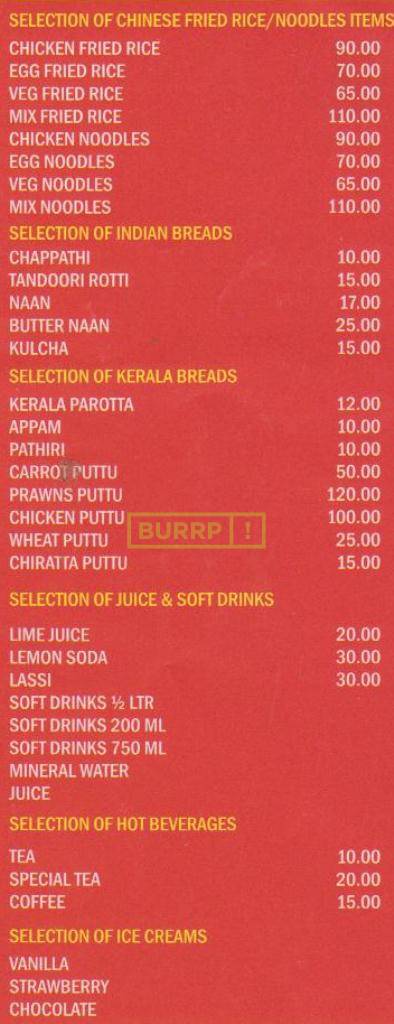 SELECTION OF CHINESE FRIED RICE/NOODLES ITEMS
CHICKEN FRIED RICE 90.00
EGG FRIED RICE 70.00
VEG FRIED RICE 65.00
MIX FRIED RICE 110.00
CHICKEN NOODLES 90.00
EGG NOODLES 70.00
VEG NOODLES 65.00
MIX NOODLES 110.00
SELECTION OF INDIAN BREADS
CHAPPATHI 10.00
TANDOORI ROTTI 15.00
NAAN 17.00
BUTTER NAAN 25.00
KULCHA 15.00
SELECTION OF KERALA BREADS
KERALA PAROTTA 12.00
APPAM 10.00
PATHIRI 10.00
CARROT PUTTU 50.00
PRAWNS PUTTU 120.00
CHICKEN PUTTU 100.00
BURRP!
WHEAT PUTTU 25.00
CHIRATTA PUTTU 15.00
SELECTION OF JUICE & SOFT DRINKS
LIME JUICE 20.00
LEMON SODA 30.00
LASSI 30.00
SOFT DRINKS ½ LTR
SOFT DRINKS 200 ML
SOFT DRINKS 750 ML
MINERAL WATER
JUICE
SELECTION OF HOT BEVERAGES
TEA 10.00
SPECIAL TEA 20.00
COFFEE 15.00
SELECTION OF ICE CREAMS
VANILLA
STRAWBERRY
CHOCOLATE